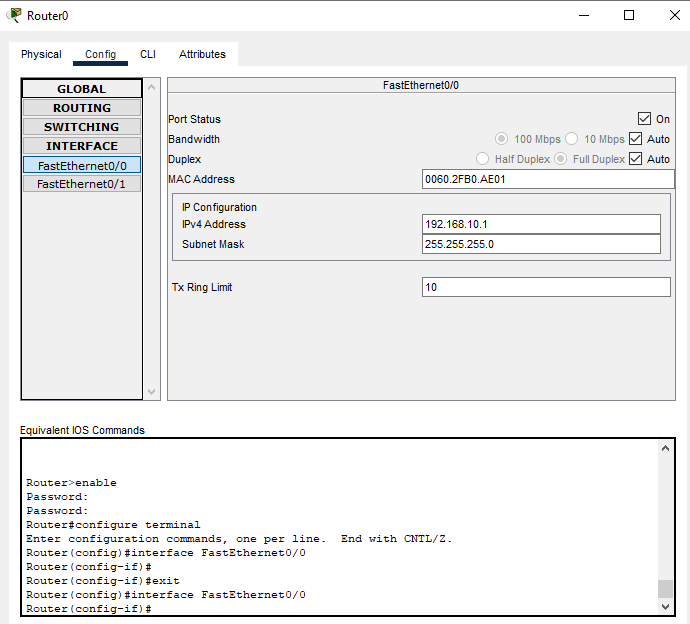 Router0
Physical Config CLI Attributes
GLOBAL
ROUTING
SWITCHING
INTERFACE
FastEthernet0/0
FastEthernet0/1
FastEthernet0/0
Port Status On
Bandwidth 100 Mbps 10 Mbps Auto
Duplex Half Duplex Full Duplex Auto
MAC Address 0060.2FB0.AE01
IP Configuration
IPv4 Address 192.168.10.1
Subnet Mask 255.255.255.0
Tx Ring Limit 10
Equivalent IOS Commands
Router>enable
Password:
Password:
Router#configure terminal
Enter configuration commands, one per line.  End with CNTL/Z.
Router(config)#interface FastEthernet0/0
Router(config-if)#
Router(config-if)#exit
Router(config)#interface FastEthernet0/0
Router(config-if)#